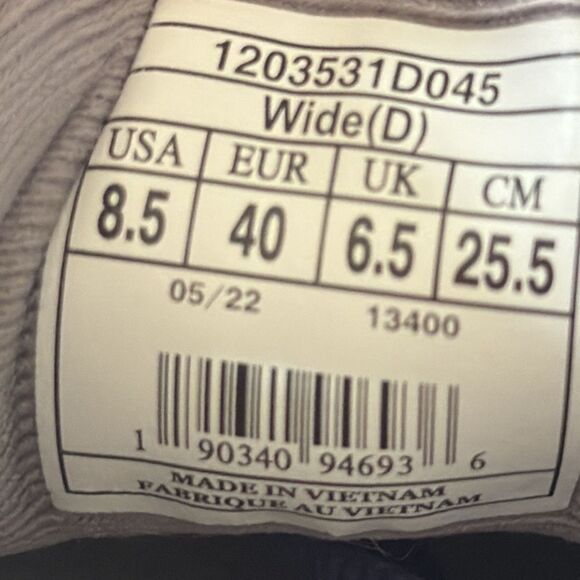 1203531D045
Wide(D)
USA EUR UK CM
8.5 40 6.5 25.5
05/22 13400
1 90340 94693 6
MADE IN VIETNAM
FABRIQUE AU VIETNAM